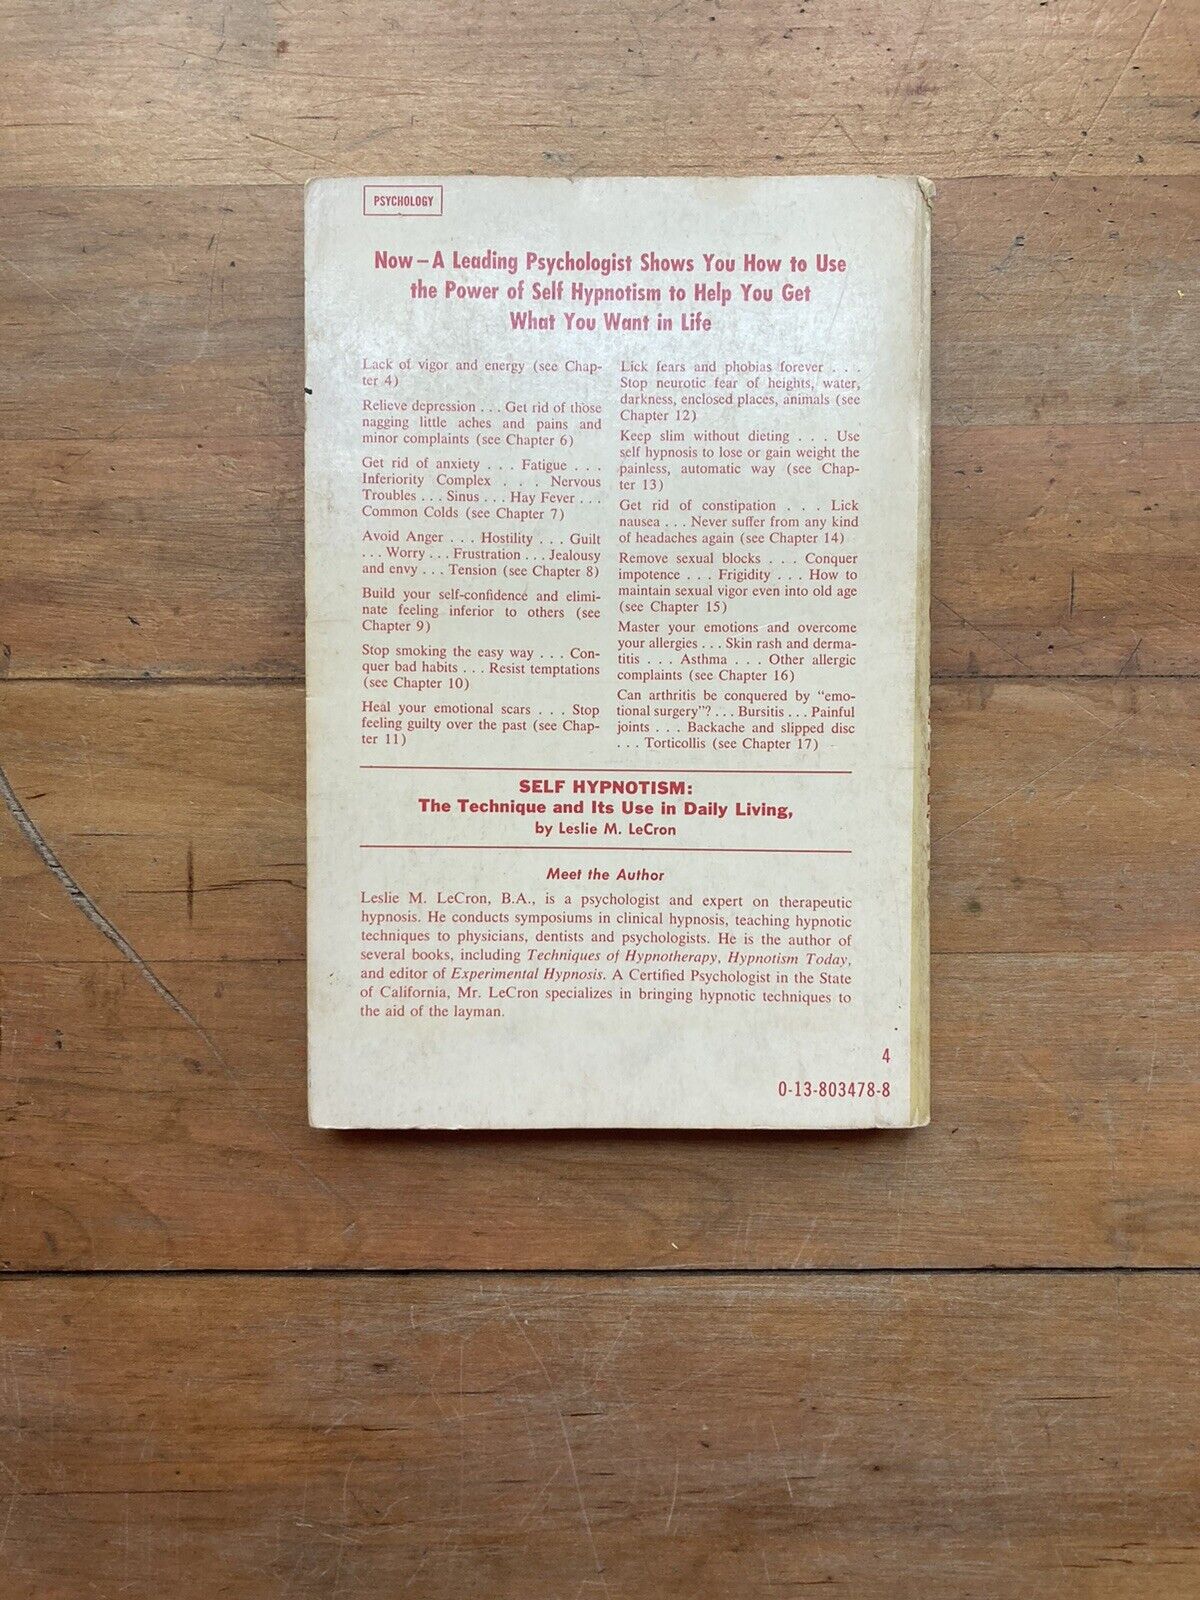 PSYCHOLOGY
Now—A Leading Psychologist Shows You How to Use
the Power of Self Hypnotism to Help You Get
What You Want in Life
Lack of vigor and energy (see Chap-
ter 4)
Relieve depression . . . Get rid of those
nagging little aches and pains and
minor complaints (see Chapter 6)
Get rid of anxiety . . . Fatigue . . .
Inferiority Complex . . . Nervous
Troubles . . . Sinus . . . Hay Fever . . .
Common Colds (see Chapter 7)
Avoid Anger . . . Hostility . . . Guilt
. . . Worry . . . Frustration . . . Jealousy
and envy . . . Tension (see Chapter 8)
Build your self-confidence and elimi-
nate feeling inferior to others (see
Chapter 9)
Stop smoking the easy way . . . Con-
quer bad habits . . . Resist temptations
(see Chapter 10)
Heal your emotional scars . . . Stop
feeling guilty over the past (see Chap-
ter 11)
Lick fears and phobias forever . . .
Stop neurotic fear of heights, water,
darkness, enclosed places, animals (see
Chapter 12)
Keep slim without dieting . . . Use
self hypnosis to lose or gain weight the
painless, automatic way (see Chap-
ter 13)
Get rid of constipation . . . Lick
nausea . . . Never suffer from any kind
of headaches again (see Chapter 14)
Remove sexual blocks . . . Conquer
impotence . . . Frigidity . . . How to
maintain sexual vigor even into old age
(see Chapter 15)
Master your emotions and overcome
your allergies . . . Skin rash and derma-
titis . . . Asthma . . . Other allergic
complaints (see Chapter 16)
Can arthritis be conquered by “emo-
tional surgery”? . . . Bursitis . . . Painful
joints . . . Backache and slipped disc
. . . Torticollis (see Chapter 17)
SELF HYPNOTISM:
The Technique and Its Use in Daily Living,
by Leslie M. LeCron
Meet the Author
Leslie M. LeCron, B.A., is a psychologist and expert on therapeutic
hypnosis. He conducts symposiums in clinical hypnosis, teaching hypnotic
techniques to physicians, dentists and psychologists. He is the author of
several books, including Techniques of Hypnotherapy, Hypnotism Today,
and editor of Experimental Hypnosis. A Certified Psychologist in the State
of California, Mr. LeCron specializes in bringing hypnotic techniques to
the aid of the layman.
4
0-13-803478-8